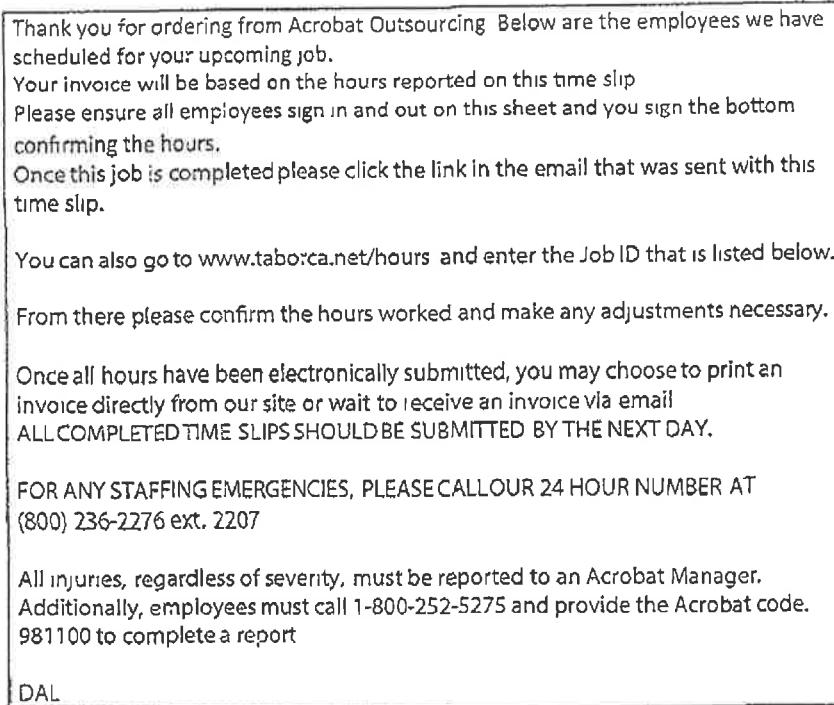 Thank you for ordering from Acrobat Outsourcing Below are the employees we have
scheduled for your upcoming job.
Your invoice will be based on the hours reported on this time slip
Please ensure all employees sign in and out on this sheet and you sign the bottom
confirming the hours.
Once this job is completed please click the link in the email that was sent with this
time slip.
You can also go to www.taborca.net/hours and enter the Job ID that is listed below.
From there please confirm the hours worked and make any adjustments necessary.
Once all hours have been electronically submitted, you may choose to print an
invoice directly from our site or wait to receive an invoice via email
ALL COMPLETED TIME SLIPS SHOULD BE SUBMITTED BY THE NEXT DAY.
FOR ANY STAFFING EMERGENCIES, PLEASE CALL OUR 24 HOUR NUMBER AT
(800) 236-2276 ext. 2207
All injuries, regardless of severity, must be reported to an Acrobat Manager.
Additionally, employees must call 1-800-252-5275 and provide the Acrobat code.
981100 to complete a report
DAL